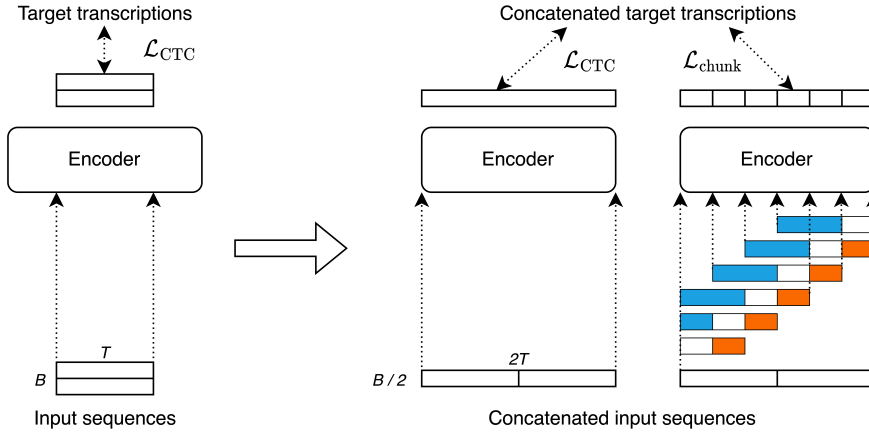 Target transcriptions
Concatenated target transcriptions
ℒCTC
ℒCTC
ℒchunk
Encoder
Encoder
Encoder
T
B
2T
B / 2
Input sequences
Concatenated input sequences